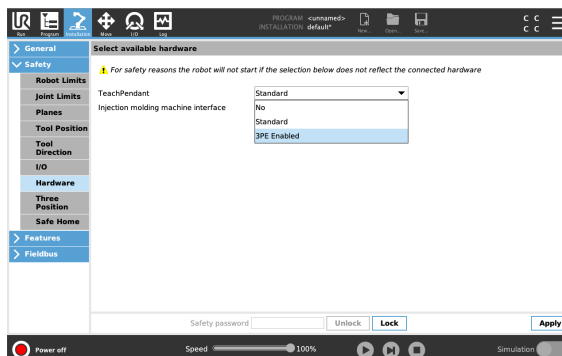 UR
PROGRAM <unnamed>
INSTALLATION default*
C C
C C
Run Program Installation Move I/O Log New... Open... Save...
General
Select available hardware
Safety
For safety reasons the robot will not start if the selection below does not reflect the connected hardware
Robot Limits
TeachPendant Standard
Joint Limits
Injection molding machine interface No
Planes
Standard
Tool Position
3PE Enabled
Tool
Direction
I/O
Hardware
Three
Position
Safe Home
Features
Fieldbus
Safety password Unlock Lock Apply
Power off Speed 100% Simulation